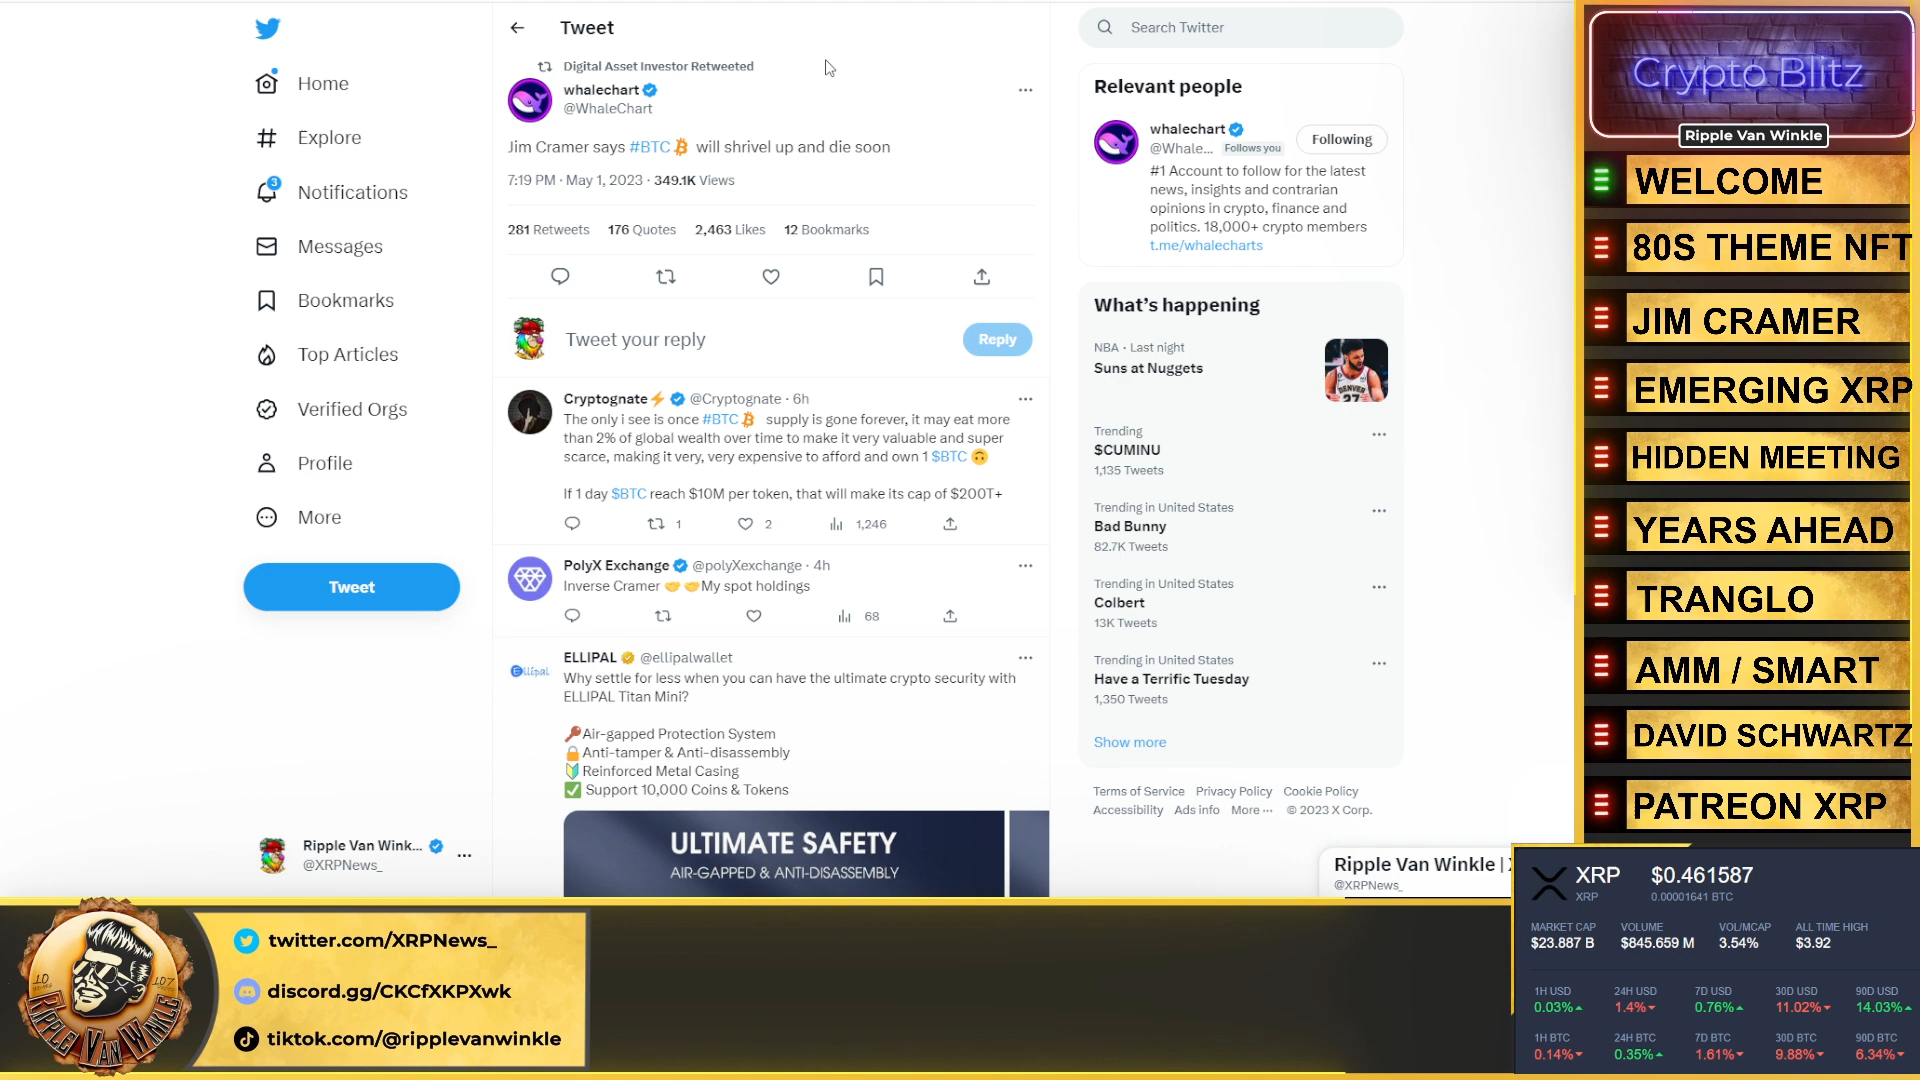 Home
Explore
3
Notifications
Messages
Bookmarks
Top Articles
Verified Orgs
Profile
More
Tweet
Ripple Van Wink...
@XRPNews_
Tweet
Digital Asset Investor Retweeted
whalechart
@WhaleChart
Jim Cramer says #BTC will shrivel up and die soon
7:19 PM · May 1, 2023 · 349.1K Views
281 Retweets 176 Quotes 2,463 Likes 12 Bookmarks
Tweet your reply
Reply
Cryptognate⚡ @Cryptognate · 6h
The only i see is once #BTC supply is gone forever, it may eat more
than 2% of global wealth over time to make it very valuable and super
scarce, making it very, very expensive to afford and own 1 $BTC 🙃
If 1 day $BTC reach $10M per token, that will make its cap of $200T+
1 2 1,246
PolyX Exchange @polyXexchange · 4h
Inverse Cramer 🤝 🤝My spot holdings
68
Ellipal
ELLIPAL @ellipalwallet
Why settle for less when you can have the ultimate crypto security with
ELLIPAL Titan Mini?
🔑Air-gapped Protection System
🔒Anti-tamper & Anti-disassembly
🔰Reinforced Metal Casing
✅ Support 10,000 Coins & Tokens
ULTIMATE SAFETY
AIR-GAPPED & ANTI-DISASSEMBLY
Search Twitter
Relevant people
whalechart
@Whale... Follows you
Following
#1 Account to follow for the latest
news, insights and contrarian
opinions in crypto, finance and
politics. 18,000+ crypto members
t.me/whalecharts
What's happening
NBA · Last night
Suns at Nuggets
DENVER
27
Trending
$CUMINU
1,135 Tweets
Trending in United States
Bad Bunny
82.7K Tweets
Trending in United States
Colbert
13K Tweets
Trending in United States
Have a Terrific Tuesday
1,350 Tweets
Show more
Terms of Service Privacy Policy Cookie Policy
Accessibility Ads info More ··· © 2023 X Corp.
Ripple Van Winkle |
@XRPNews_
Crypto Blitz
Ripple Van Winkle
WELCOME
80S THEME NFT
JIM CRAMER
EMERGING XRP
HIDDEN MEETING
YEARS AHEAD
TRANGLO
AMM / SMART
DAVID SCHWARTZ
PATREON XRP
XRP $0.461587
XRP 0.00001641 BTC
MARKET CAP VOLUME VOL/MCAP ALL TIME HIGH
$23.887 B $845.659 M 3.54% $3.92
1H USD 24H USD 7D USD 30D USD 90D USD
0.03% 1.4% 0.76% 11.02% 14.03%
1H BTC 24H BTC 7D BTC 30D BTC 90D BTC
0.14% 0.35% 1.61% 9.88% 6.34%
10 107
RIPPLE VAN WINKLE
twitter.com/XRPNews_
discord.gg/CKCfXKPXwk
tiktok.com/@ripplevanwinkle